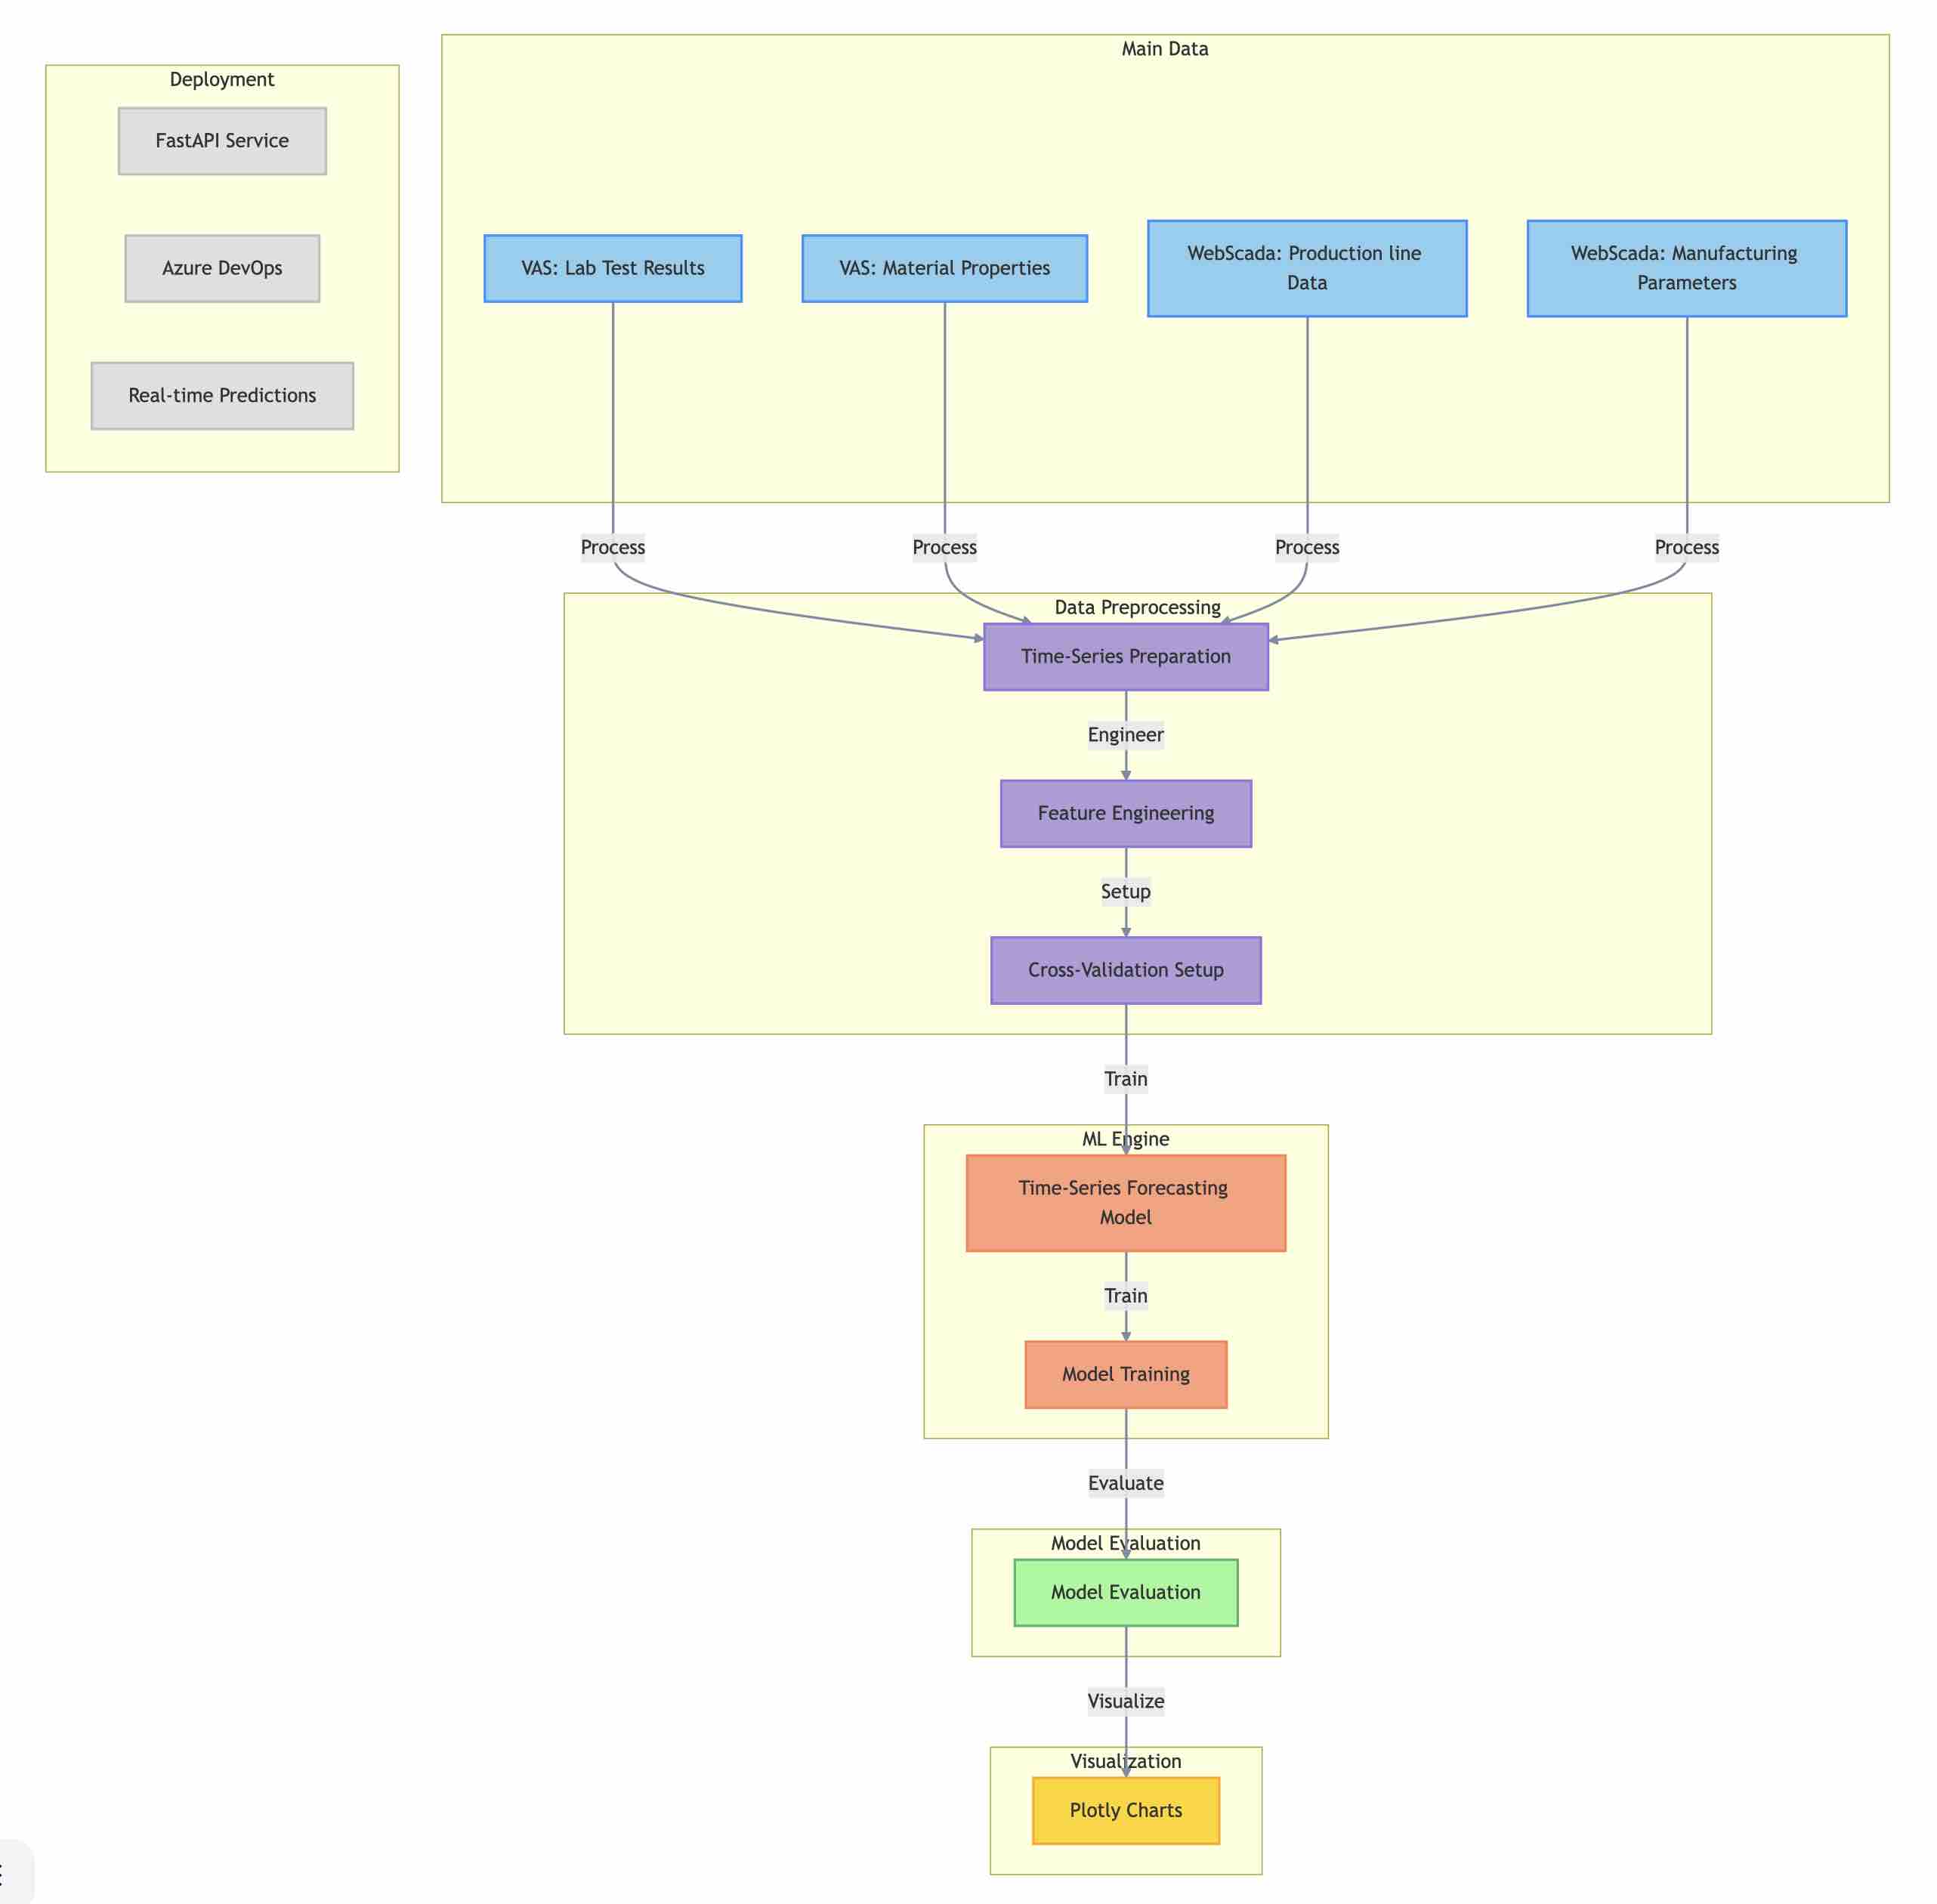 Main Data
Deployment
FastAPI Service
Azure DevOps
Real-time Predictions
VAS: Lab Test Results
VAS: Material Properties
WebScada: Production line
Data
WebScada: Manufacturing
Parameters
Process
Process
Process
Process
Data Preprocessing
Time-Series Preparation
Engineer
Feature Engineering
Setup
Cross-Validation Setup
Train
ML Engine
Time-Series Forecasting
Model
Train
Model Training
Evaluate
Model Evaluation
Model Evaluation
Visualize
Visualization
Plotly Charts